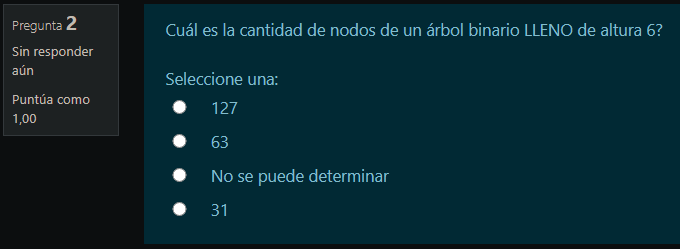 Pregunta 2
Sin responder
aún
Puntúa como
1,00
Cuál es la cantidad de nodos de un árbol binario LLENO de altura 6?
Seleccione una:
127
63
No se puede determinar
31